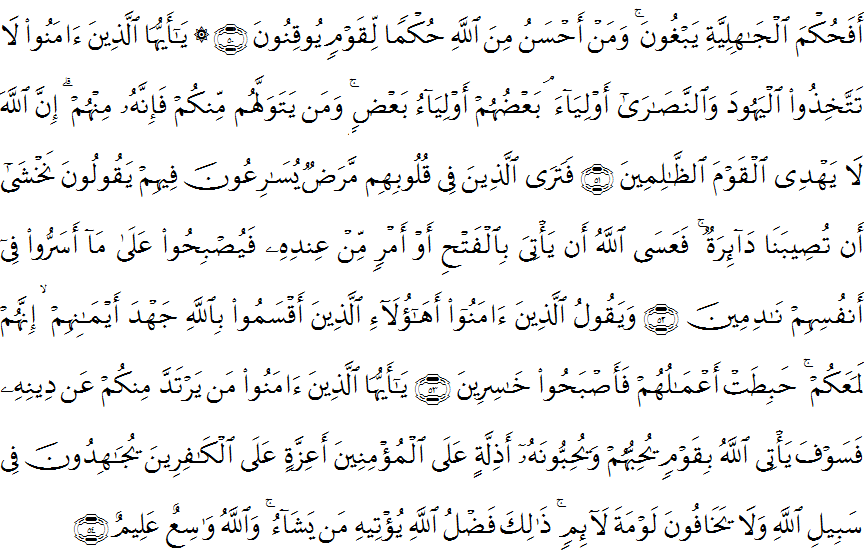 أَفَحُكْمَ ٱلْجَـٰهِلِيَّةِ يَبْغُونَ ۚ وَمَنْ أَحْسَنُ مِنَ ٱللَّهِ حُكْمًا لِّقَوْمٍ يُوقِنُونَ ٥٠ ۞ يَـٰٓأَيُّهَا ٱلَّذِينَ ءَامَنُوا۟ لَا
تَتَّخِذُوا۟ ٱلْيَهُودَ وَٱلنَّصَـٰرَىٰٓ أَوْلِيَآءَ ۘ بَعْضُهُمْ أَوْلِيَآءُ بَعْضٍ ۚ وَمَن يَتَوَلَّهُم مِّنكُمْ فَإِنَّهُۥ مِنْهُمْ ۗ إِنَّ ٱللَّهَ
لَا يَهْدِى ٱلْقَوْمَ ٱلظَّـٰلِمِينَ ٥١ فَتَرَى ٱلَّذِينَ فِى قُلُوبِهِم مَّرَضٌ يُسَـٰرِعُونَ فِيهِمْ يَقُولُونَ نَخْشَىٰٓ
أَن تُصِيبَنَا دَآئِرَةٌ ۚ فَعَسَى ٱللَّهُ أَن يَأْتِىَ بِٱلْفَتْحِ أَوْ أَمْرٍ مِّنْ عِندِهِۦ فَيُصْبِحُوا۟ عَلَىٰ مَآ أَسَرُّوا۟ فِىٓ
أَنفُسِهِمْ نَـٰدِمِينَ ٥٢ وَيَقُولُ ٱلَّذِينَ ءَامَنُوٓا۟ أَهَـٰٓؤُلَآءِ ٱلَّذِينَ أَقْسَمُوا۟ بِٱللَّهِ جَهْدَ أَيْمَـٰنِهِمْ ۙ إِنَّهُمْ
لَمَعَكُمْ ۚ حَبِطَتْ أَعْمَـٰلُهُمْ فَأَصْبَحُوا۟ خَـٰسِرِينَ ٥٣ يَـٰٓأَيُّهَا ٱلَّذِينَ ءَامَنُوا۟ مَن يَرْتَدَّ مِنكُمْ عَن دِينِهِۦ
فَسَوْفَ يَأْتِى ٱللَّهُ بِقَوْمٍ يُحِبُّهُمْ وَيُحِبُّونَهُۥٓ أَذِلَّةٍ عَلَى ٱلْمُؤْمِنِينَ أَعِزَّةٍ عَلَى ٱلْكَـٰفِرِينَ يُجَـٰهِدُونَ فِى
سَبِيلِ ٱللَّهِ وَلَا يَخَافُونَ لَوْمَةَ لَآئِمٍ ۚ ذَٰلِكَ فَضْلُ ٱللَّهِ يُؤْتِيهِ مَن يَشَآءُ ۚ وَٱللَّهُ وَٰسِعٌ عَلِيمٌ ٥٤